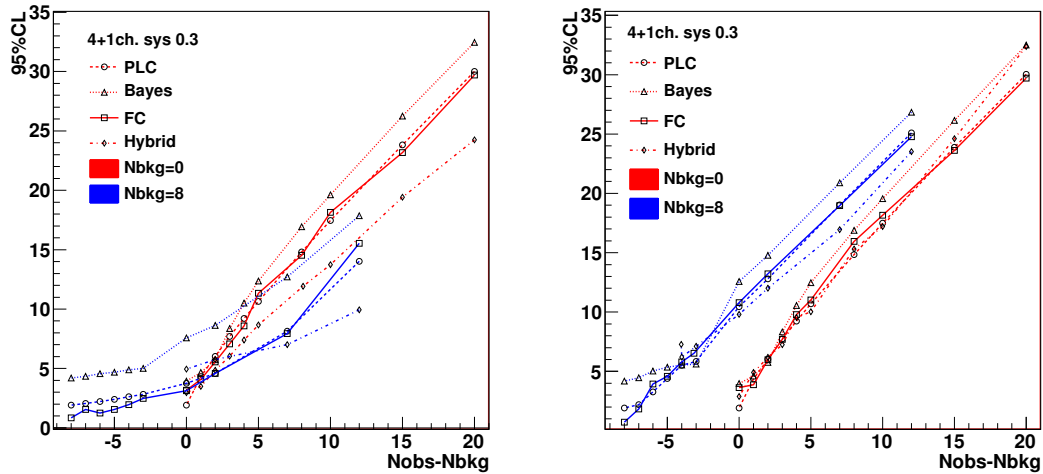 95%CL
35
30
25
20
15
10
5
0
4+1ch. sys 0.3
PLC
Bayes
FC
Hybrid
Nbkg=0
Nbkg=8
-5 0 5 10 15 20
Nobs-Nbkg
95%CL
35
30
25
20
15
10
5
4+1ch. sys 0.3
PLC
Bayes
FC
Hybrid
Nbkg=0
Nbkg=8
-5 0 5 10 15 20
Nobs-Nbkg